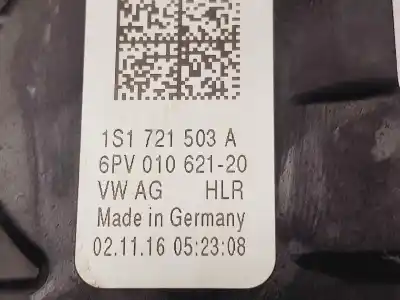 1S1 721 503 A
6PV 010 621-20
VW AG HLR
Made in Germany
02.11.16 05:23:08